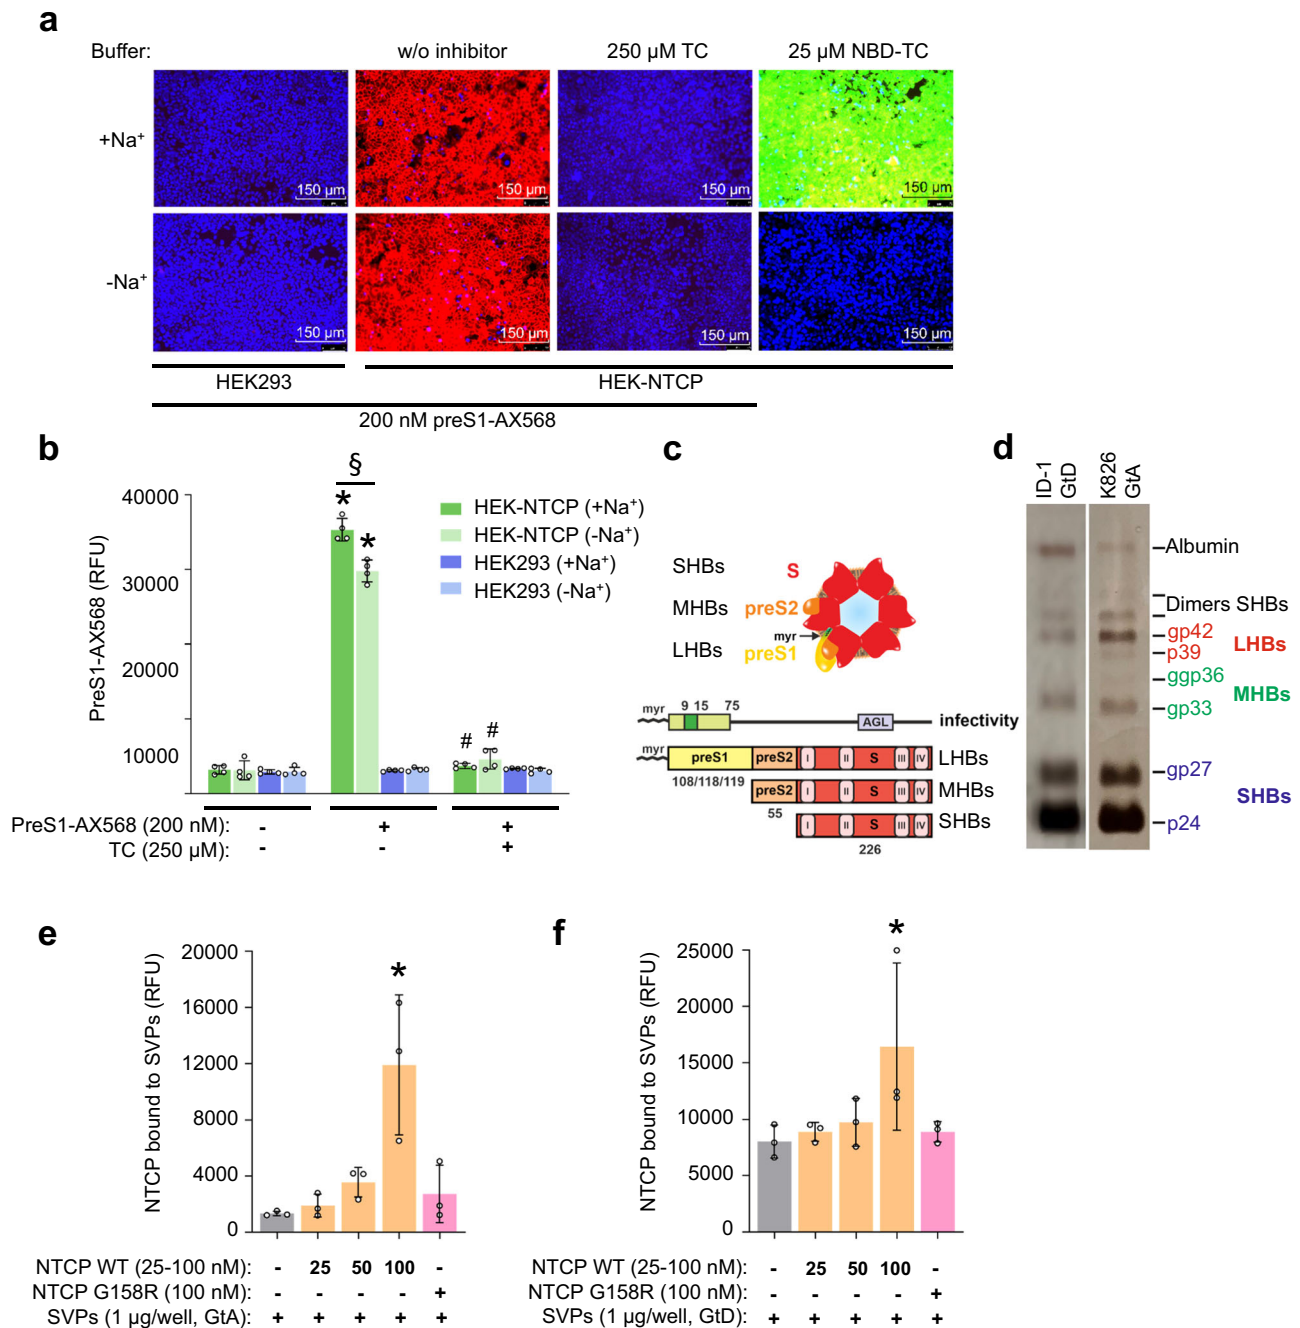 a
Buffer: w/o inhibitor 250 µM TC 25 µM NBD-TC
+Na⁺
150 µm 150 µm 150 µm 150 µm
-Na⁺
150 µm 150 µm 150 µm 150 µm
HEK293 HEK-NTCP
200 nM preS1-AX568
b
PreS1-AX568 (RFU)
40000
30000
20000
10000
§
* *
# #
HEK-NTCP (+Na⁺)
HEK-NTCP (-Na⁺)
HEK293 (+Na⁺)
HEK293 (-Na⁺)
PreS1-AX568 (200 nM): - + +
TC (250 µM): - - +
c
SHBs S
MHBs preS2
myr
LHBs preS1
myr 9 15 75 AGL infectivity
myr preS1 preS2 I II S III IV LHBs
108/118/119 preS2 I II S III IV MHBs
55 I II S III IV SHBs
226
d
ID-1 GtD
K826 GtA
Albumin
Dimers SHBs
gp42
p39
LHBs
ggp36
gp33
MHBs
gp27
p24
SHBs
e
NTCP bound to SVPs (RFU)
20000
16000
12000
8000
4000
0
*
NTCP WT (25-100 nM): - 25 50 100 -
NTCP G158R (100 nM): - - - - +
SVPs (1 µg/well, GtA): + + + + +
f
NTCP bound to SVPs (RFU)
25000
20000
15000
10000
5000
0
*
NTCP WT (25-100 nM): - 25 50 100 -
NTCP G158R (100 nM): - - - - +
SVPs (1 µg/well, GtD): + + + + +